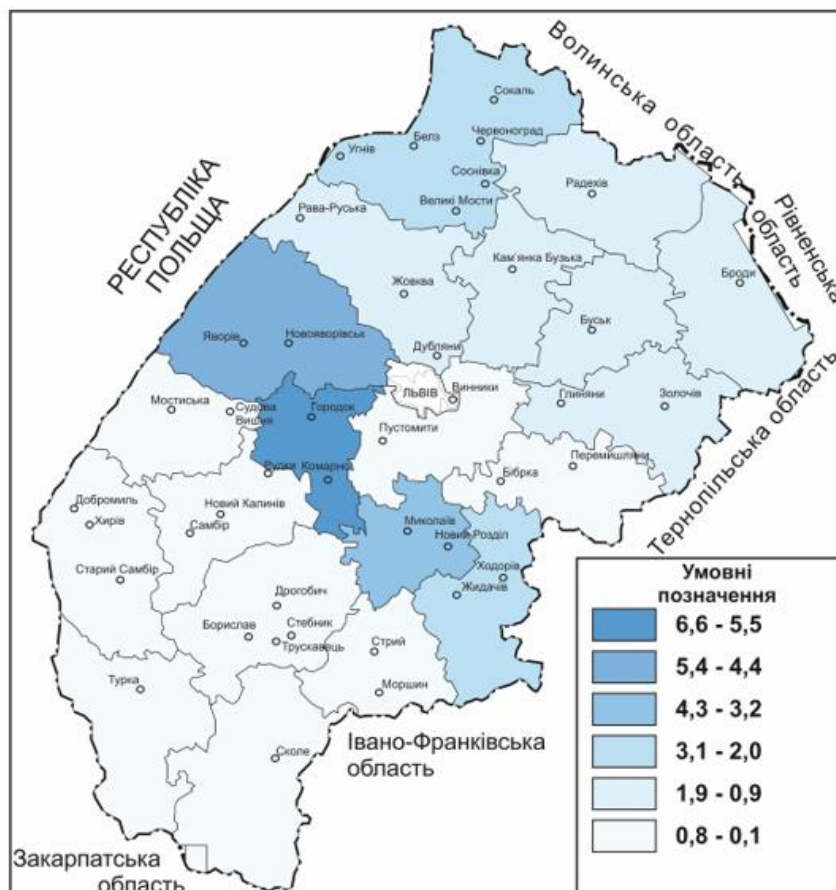 Волинська область
Сокаль
Червоноград
Белз
Угнів
Соснівка
Радехів
Великі Мости
Рава-Руська
РЕСПУБЛІКА
ПОЛЬЩА
Рівненська
область
Кам'янка Бузька
Броди
Жовква
Буськ
Яворів
Новояворівськ
Дубляни
ЛЬВІВ
Винники
Глиняни
Золочів
Мостиська
Судова
Вишня
Городок
Пустомити
Тернопільська область
Рудки
Комарно
Перемишляни
Бібрка
Добромиль
Хирів
Новий Калинів
Самбір
Миколаїв
Новий Розділ
Старий Самбір
Ходорів
Жидачів
Дрогобич
Борислав
Стебник
Трускавець
Стрий
Турка
Моршин
Сколе
Івано-Франківська
область
Закарпатська
область
Умовні
позначення
6,6 - 5,5
5,4 - 4,4
4,3 - 3,2
3,1 - 2,0
1,9 - 0,9
0,8 - 0,1